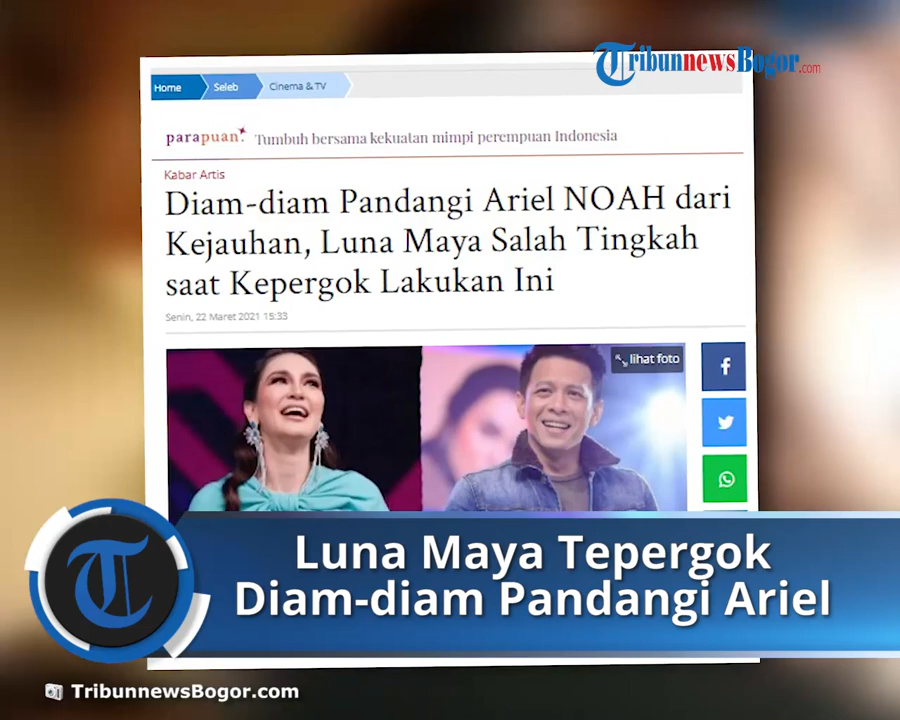 TribunnewsBogor.com
Home
Seleb
Cinema & TV
parapuan. Tumbuh bersama kekuatan mimpi perempuan Indonesia
Kabar Artis
Diam-diam Pandangi Ariel NOAH dari
Kejauhan, Luna Maya Salah Tingkah
saat Kepergok Lakukan Ini
Senin, 22 Maret 2021 15:33
lihat foto
Luna Maya Tepergok
Diam-diam Pandangi Ariel
TribunnewsBogor.com